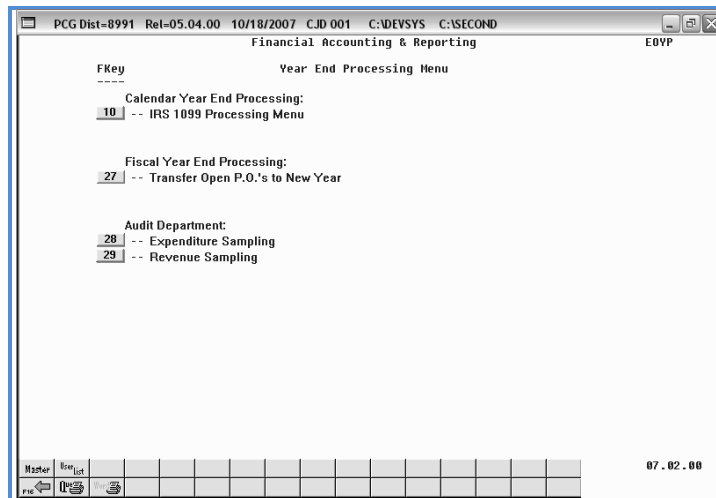 PCG Dist=8991 Rel=05.04.00 10/18/2007 CJD 001 C:\DEVSYS C:\SECOND
Financial Accounting & Reporting EOYP
FKey Year End Processing Menu
----
Calendar Year End Processing:
10 -- IRS 1099 Processing Menu
Fiscal Year End Processing:
27 -- Transfer Open P.O.'s to New Year
Audit Department:
28 -- Expenditure Sampling
29 -- Revenue Sampling
Master User list 07.02.00
F16 Que Word